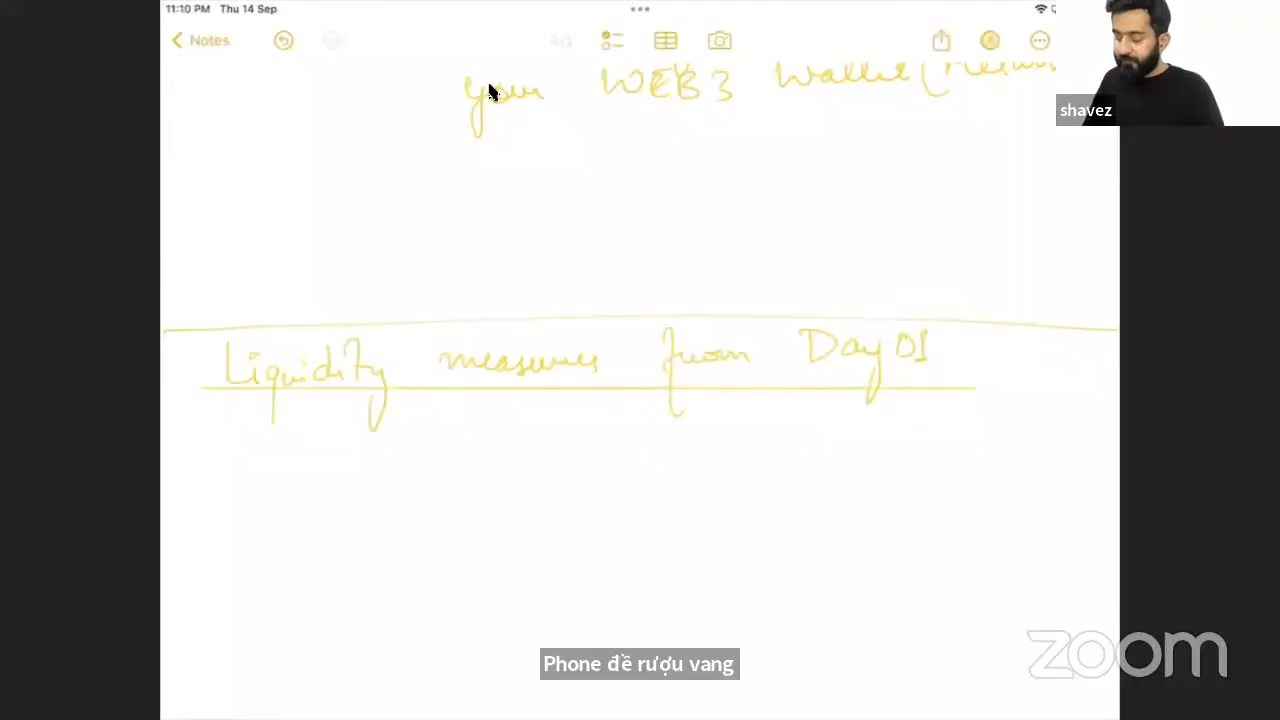 11:10 PM Thu 14 Sep
Notes
Aa
your WEB3 Wallet (
shavez
Liquidity measures from Day 01
Phone đề rượu vang
zoom